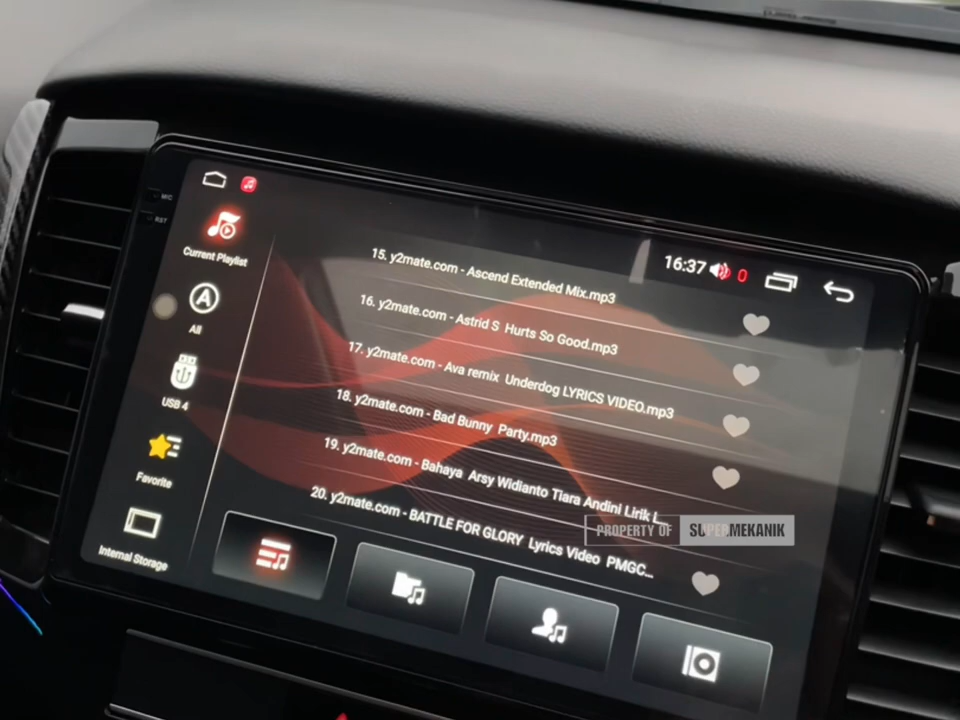 MIC
RST
16:37 0
Current Playlist
All
USB 4
Favorite
Internal Storage
15. y2mate.com - Ascend Extended Mix.mp3
16. y2mate.com - Astrid S Hurts So Good.mp3
17. y2mate.com - Ava remix Underdog LYRICS VIDEO.mp3
18. y2mate.com - Bad Bunny Party.mp3
19. y2mate.com - Bahaya Arsy Widianto Tiara Andini Lirik L...
20. y2mate.com - BATTLE FOR GLORY Lyrics Video PMGC...
PROPERTY OF SUPERMEKANIK